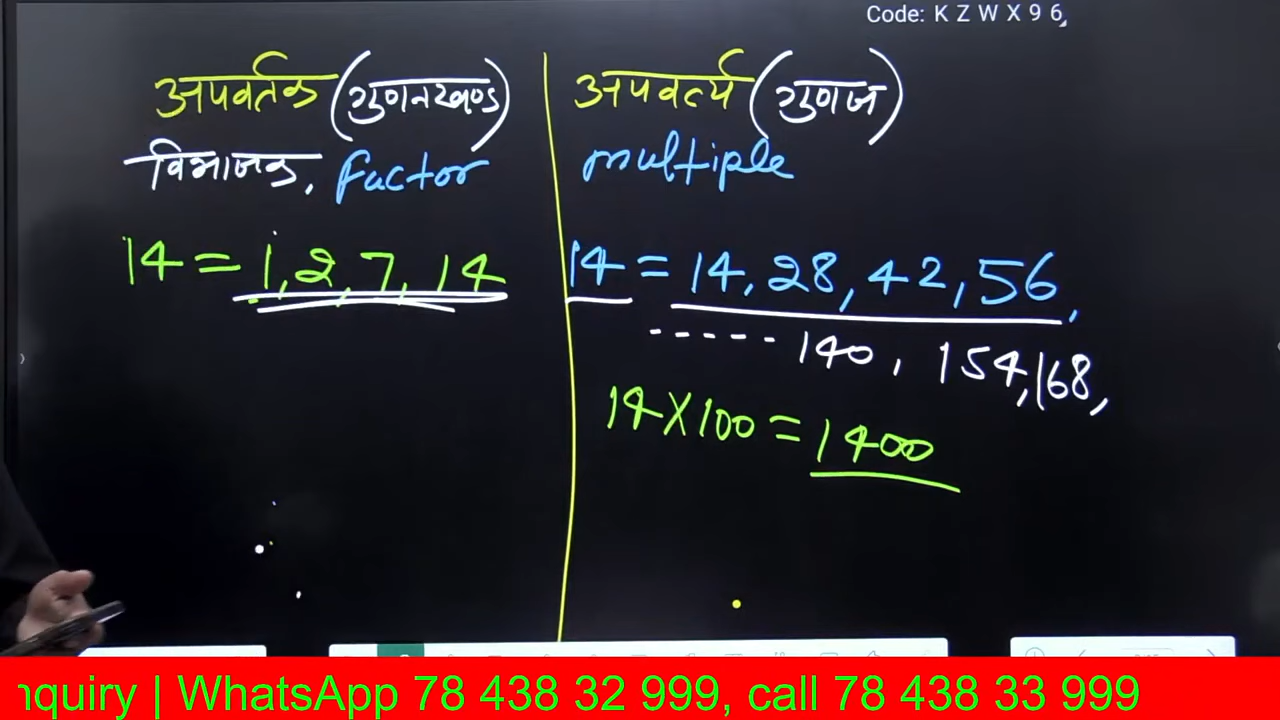 Code: K Z W X 9 6,
अपवर्तक (गुणनखण्ड)
विभाजक, factor
14 = 1, 2, 7, 14
अपवर्त्य (गुणज)
multiple
14 = 14, 28, 42, 56,
----- 140, 154, 168,
14 X 100 = 1400
nquiry | WhatsApp 78 438 32 999, call 78 438 33 999